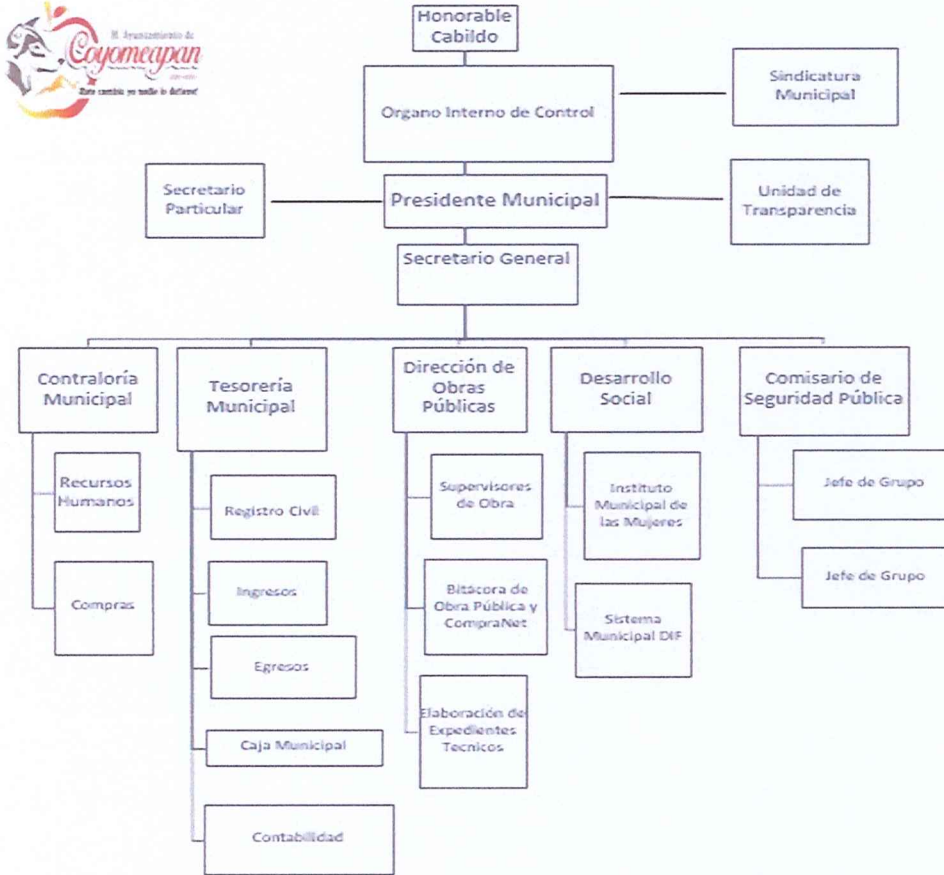 H. Ayuntamiento de
Coyomeapan
Honorable
Cabildo
Organo Interno de Control
Sindicatura
Municipal
Secretario
Particular
Presidente Municipal
Unidad de
Transparencia
Secretario General
Contraloría
Municipal
Recursos
Humanos
Compras
Tesorería
Municipal
Registro Civil
Ingresos
Egresos
Caja Municipal
Contabilidad
Dirección de
Obras
Públicas
Supervisores
de Obra
Bitácora de
Obra Pública y
CompraNet
Elaboración de
Expedientes
Tecnicos
Desarrollo
Social
Instituto
Municipal de
las Mujeres
Sistema
Municipal DIF
Comisario de
Seguridad Pública
Jefe de Grupo
Jefe de Grupo